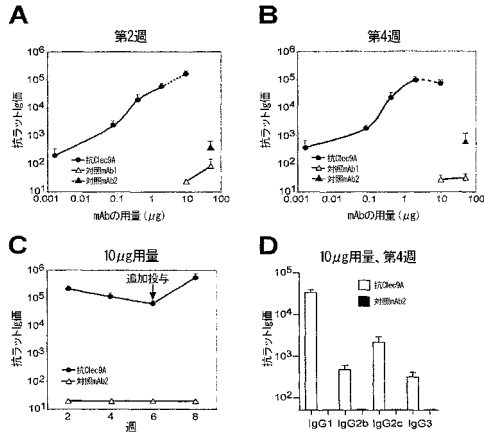 A
第2週
抗ラットIg価
10⁶
10⁵
10⁴
10³
10²
10¹
抗Clec9A
対照mAb1
対照mAb2
0.001
0.01
0.1
1
10
100
mAbの用量(μg)
B
第4週
抗ラットIg価
10⁶
10⁵
10⁴
10³
10²
10¹
抗Clec9A
対照mAb1
対照mAb2
0.001
0.01
0.1
1
10
100
mAbの用量(μg)
C
10μg用量
抗ラットIg価
10⁶
10⁵
10⁴
10³
10²
10¹
追加投与
抗Clec9A
対照mAb2
2
4
6
8
週
D
10μg用量、第4週
抗ラットIg価
10⁵
10⁴
10³
10²
抗Clec9A
対照mAb2
IgG1
IgG2b
IgG2c
IgG3